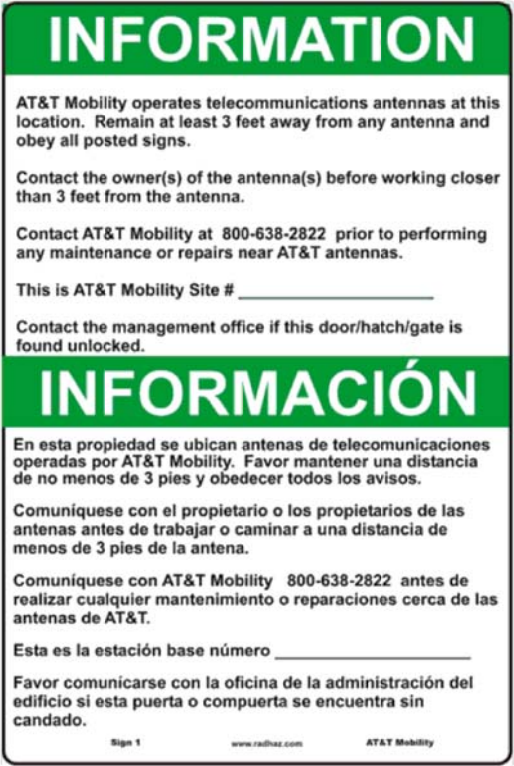 INFORMATION
AT&T Mobility operates telecommunications antennas at this
location.  Remain at least 3 feet away from any antenna and
obey all posted signs.
Contact the owner(s) of the antenna(s) before working closer
than 3 feet from the antenna.
Contact AT&T Mobility at  800-638-2822  prior to performing
any maintenance or repairs near AT&T antennas.
This is AT&T Mobility Site # ____________________
Contact the management office if this door/hatch/gate is
found unlocked.
INFORMACIÓN
En esta propiedad se ubican antenas de telecomunicaciones
operadas por AT&T Mobility.  Favor mantener una distancia
de no menos de 3 pies y obedecer todos los avisos.
Comuníquese con el propietario o los propietarios de las
antenas antes de trabajar o caminar a una distancia de
menos de 3 pies de la antena.
Comuníquese con AT&T Mobility   800-638-2822  antes de
realizar cualquier mantenimiento o reparaciones cerca de las
antenas de AT&T.
Esta es la estación base número ____________________
Favor comunícarse con la oficina de la administración del
edificio si esta puerta o compuerta se encuentra sin
candado.
Sign 1 www.radhaz.com AT&T Mobility